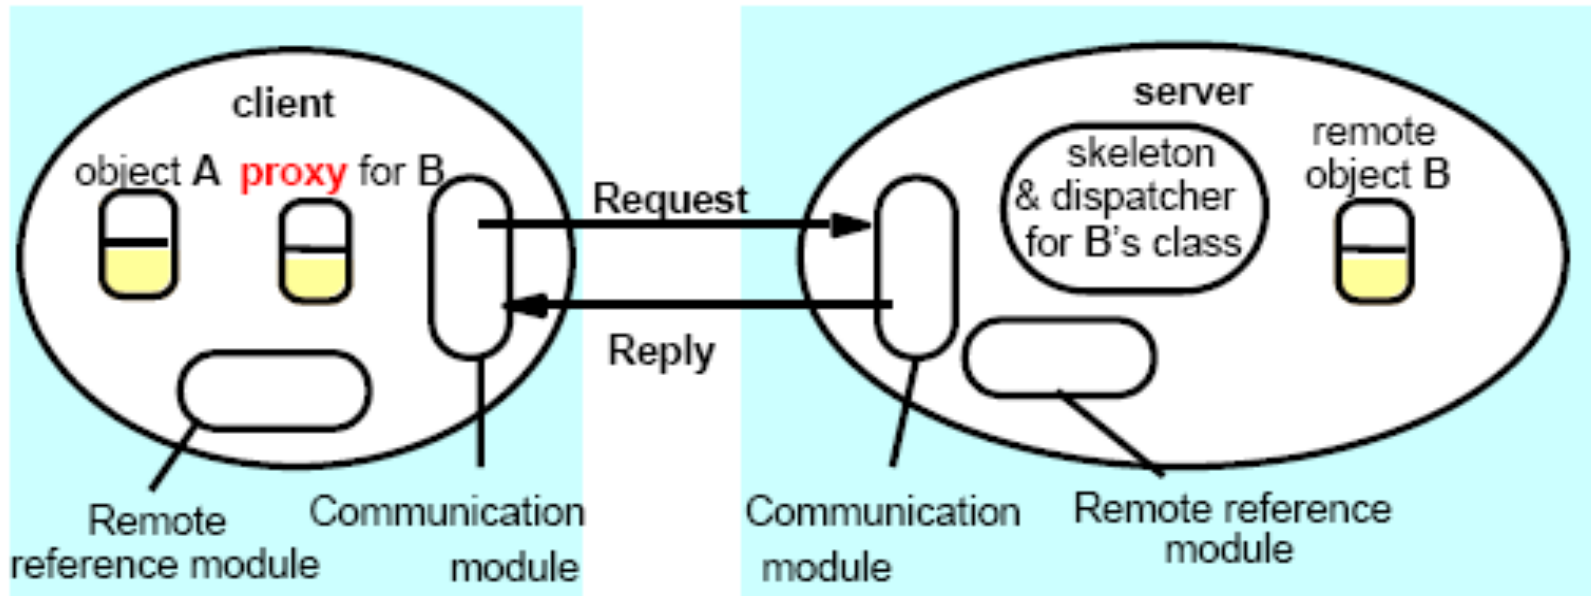 client
object A proxy for B
Remote
reference module
Communication
module
Request
Reply
server
skeleton
& dispatcher
for B's class
remote
object B
Communication
module
Remote reference
module